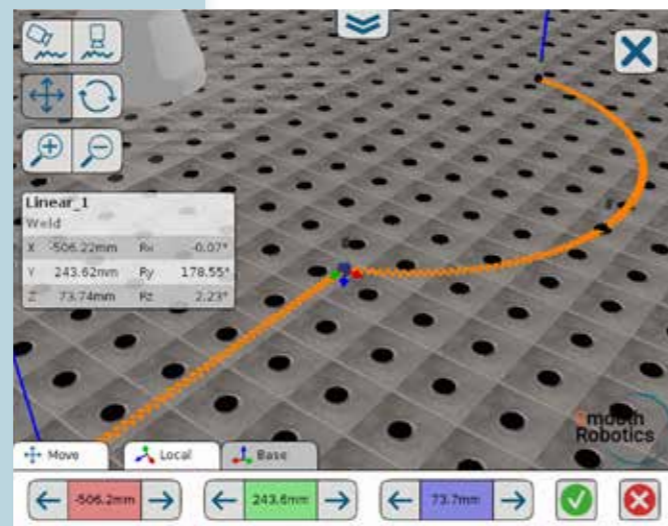 Linear_1
Weld
X -506.22mm Rx -0.07°
Y 243.62mm Ry 178.55°
Z 73.74mm Rz 2.23°
Smooth
Robotics
Move Local Base
-506.2mm 243.6mm 73.7mm